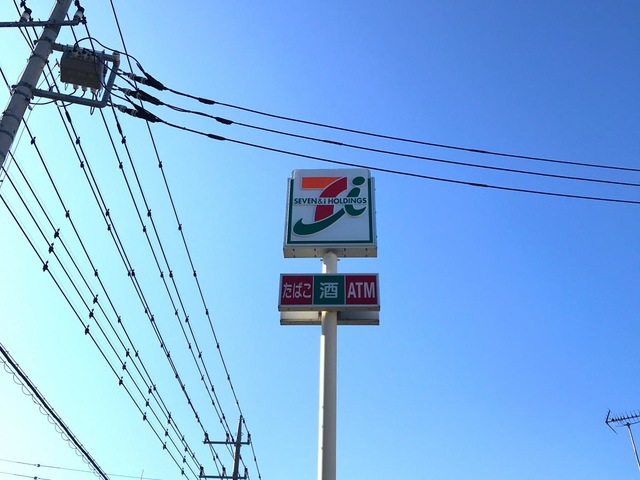 SEVEN & i HOLDINGS
たばこ 酒 ATM